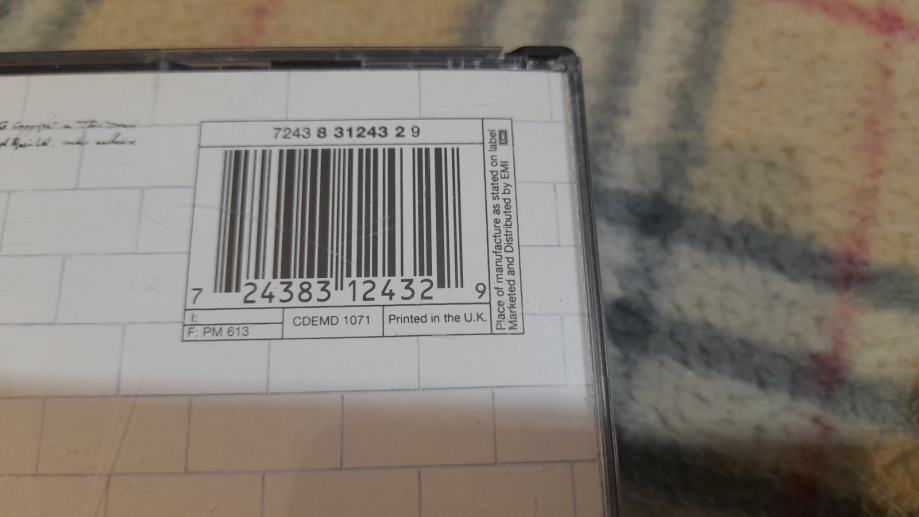 7243 8 31243 2 9
7 24383 12432 9
I:
F: PM 613
CDEMD 1071
Printed in the U.K.
Place of manufacture as stated on label
Marketed and Distributed by EMI